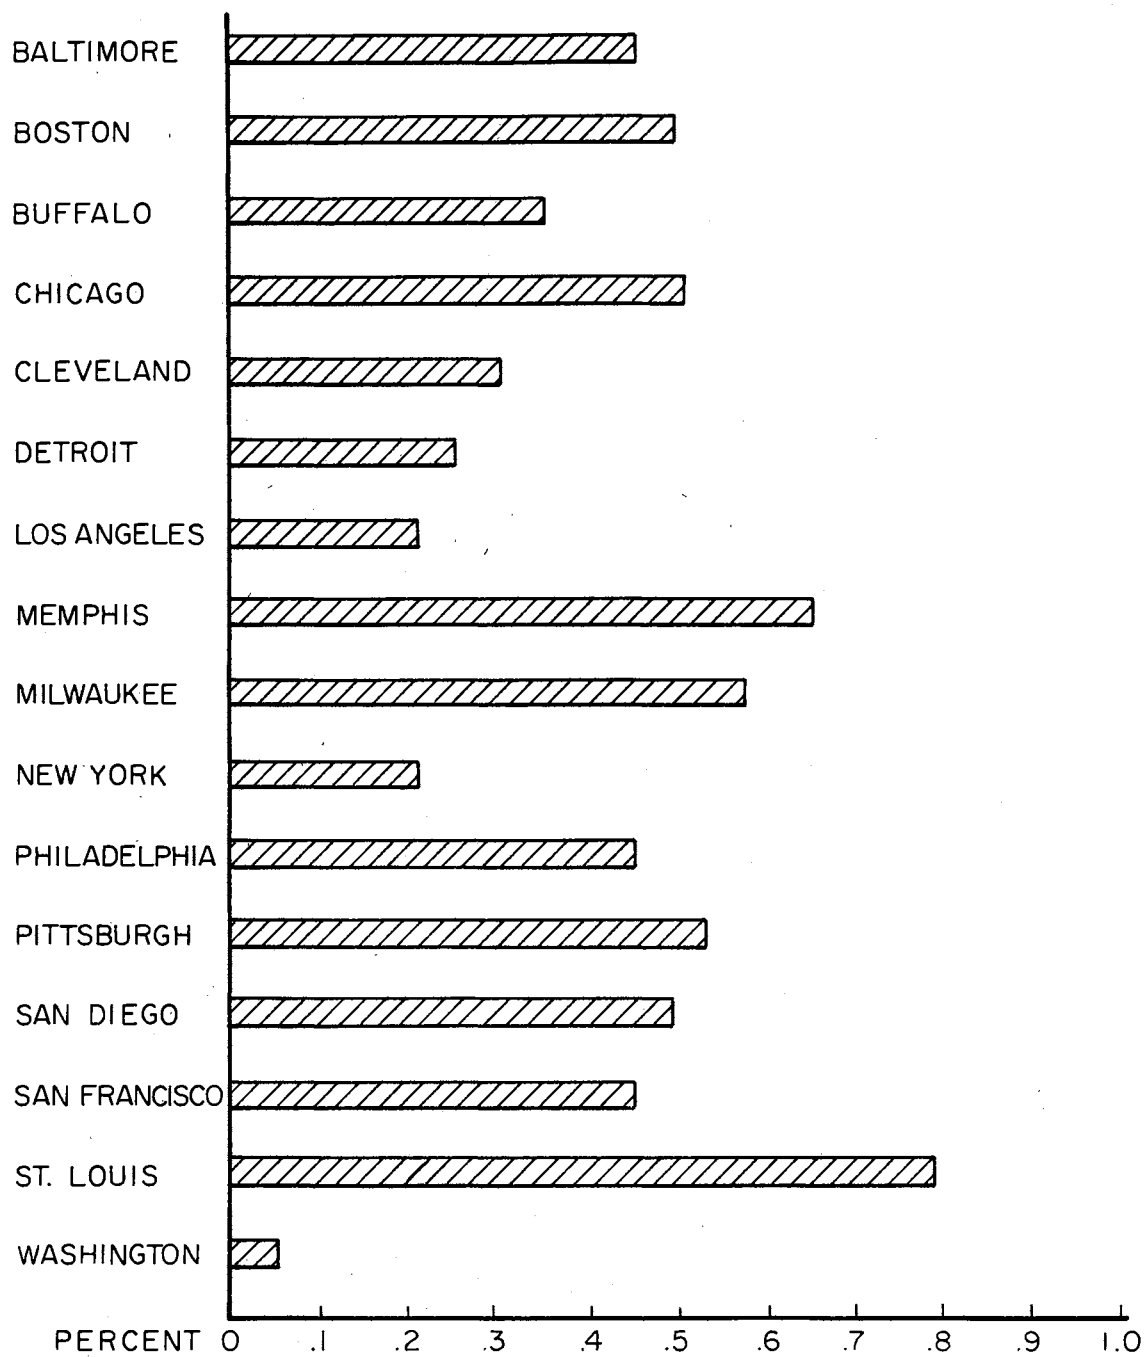 BALTIMORE
BOSTON
BUFFALO
CHICAGO
CLEVELAND
DETROIT
LOS ANGELES
MEMPHIS
MILWAUKEE
NEW YORK
PHILADELPHIA
PITTSBURGH
SAN DIEGO
SAN FRANCISCO
ST. LOUIS
WASHINGTON
PERCENT 0 .1 .2 .3 .4 .5 .6 .7 .8 .9 1.0